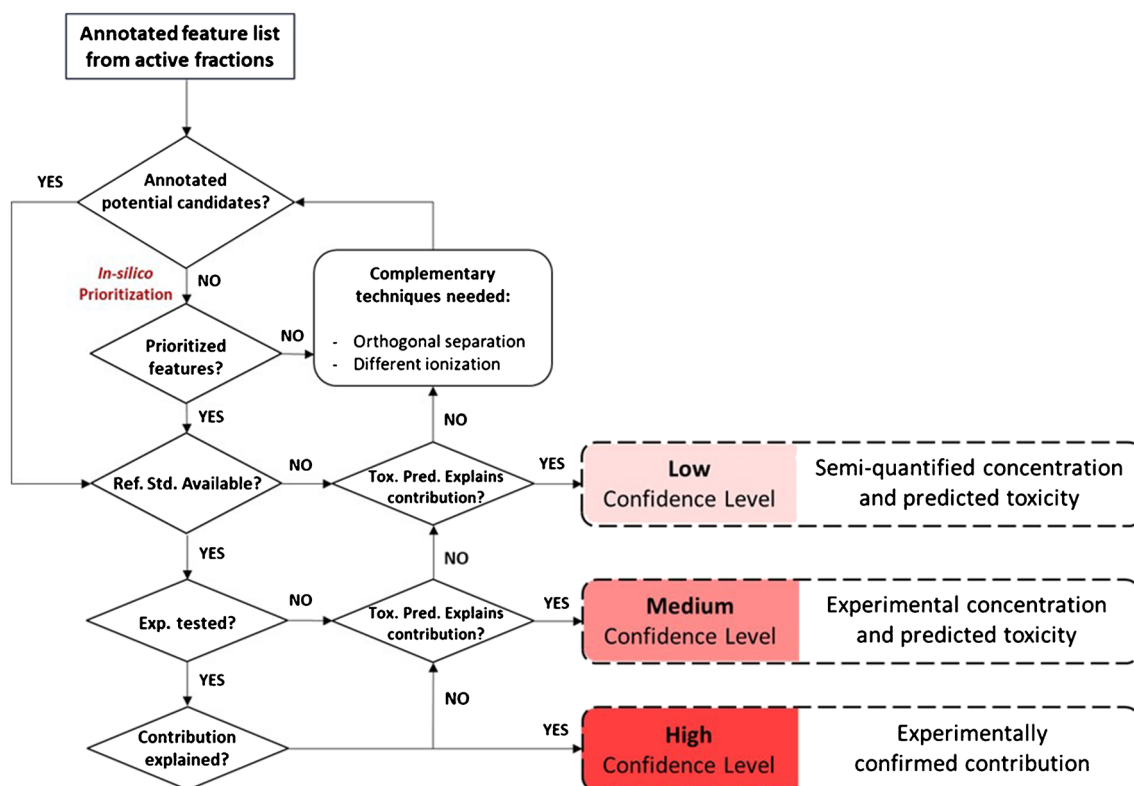 Annotated feature list
from active fractions
YES
Annotated
potential candidates?
In-silico
Prioritization
NO
Complementary
techniques needed:
- Orthogonal separation
- Different ionization
Prioritized
features?
NO
YES
NO
Ref. Std. Available?
NO
Tox. Pred. Explains
contribution?
YES
Low
Confidence Level
Semi-quantified concentration
and predicted toxicity
YES
NO
Exp. tested?
NO
Tox. Pred. Explains
contribution?
YES
Medium
Confidence Level
Experimental concentration
and predicted toxicity
YES
NO
Contribution
explained?
YES
High
Confidence Level
Experimentally
confirmed contribution